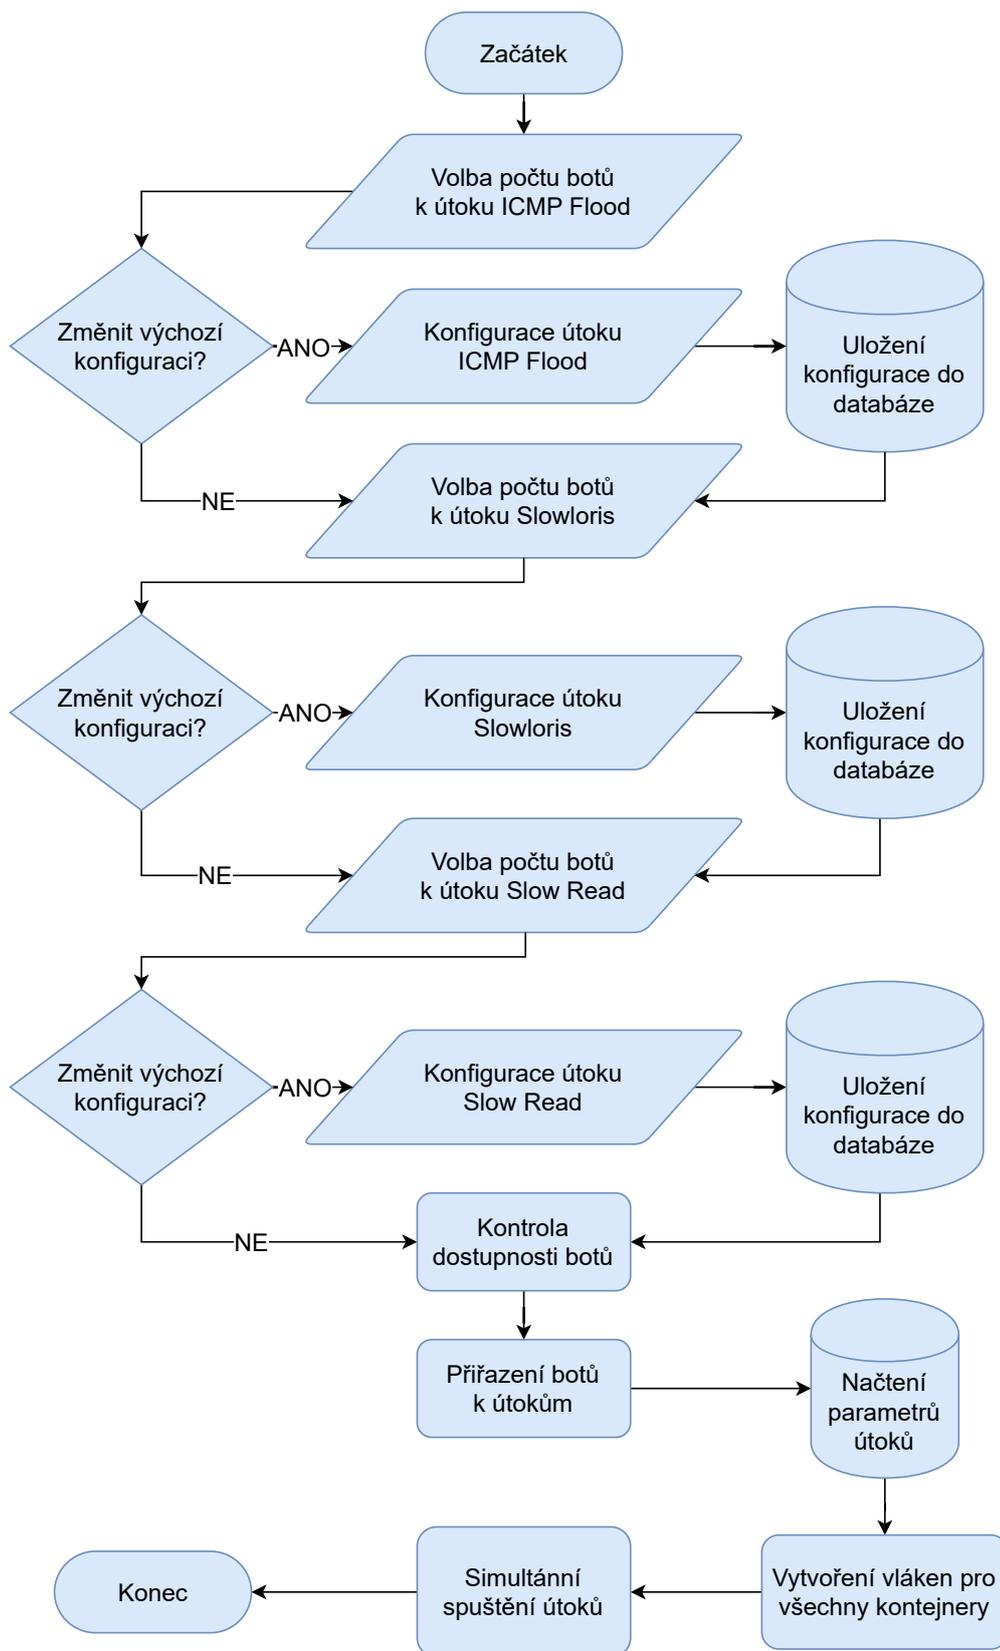 Začátek
Volba počtu botů
k útoku ICMP Flood
Změnit výchozí
konfiguraci?
ANO
Konfigurace útoku
ICMP Flood
Uložení
konfigurace do
databáze
NE
Volba počtu botů
k útoku Slowloris
Změnit výchozí
konfiguraci?
ANO
Konfigurace útoku
Slowloris
Uložení
konfigurace do
databáze
NE
Volba počtu botů
k útoku Slow Read
Změnit výchozí
konfiguraci?
ANO
Konfigurace útoku
Slow Read
Uložení
konfigurace do
databáze
NE
Kontrola
dostupnosti botů
Přiřazení botů
k útokům
Načtení
parametrů
útoků
Vytvoření vláken pro
všechny kontejnery
Simultánní
spuštění útoků
Konec